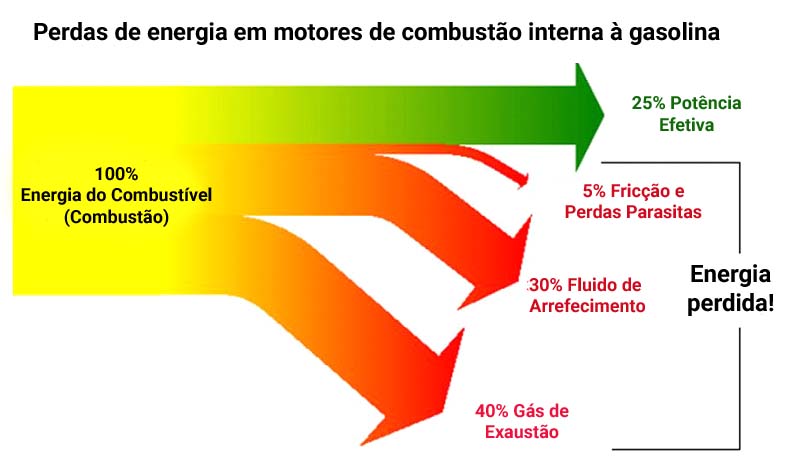 Perdas de energia em motores de combustão interna à gasolina
25% Potência
Efetiva
100%
Energia do Combustível
(Combustão)
5% Fricção e
Perdas Parasitas
Energia
perdida!
30% Fluido de
Arrefecimento
40% Gás de
Exaustão